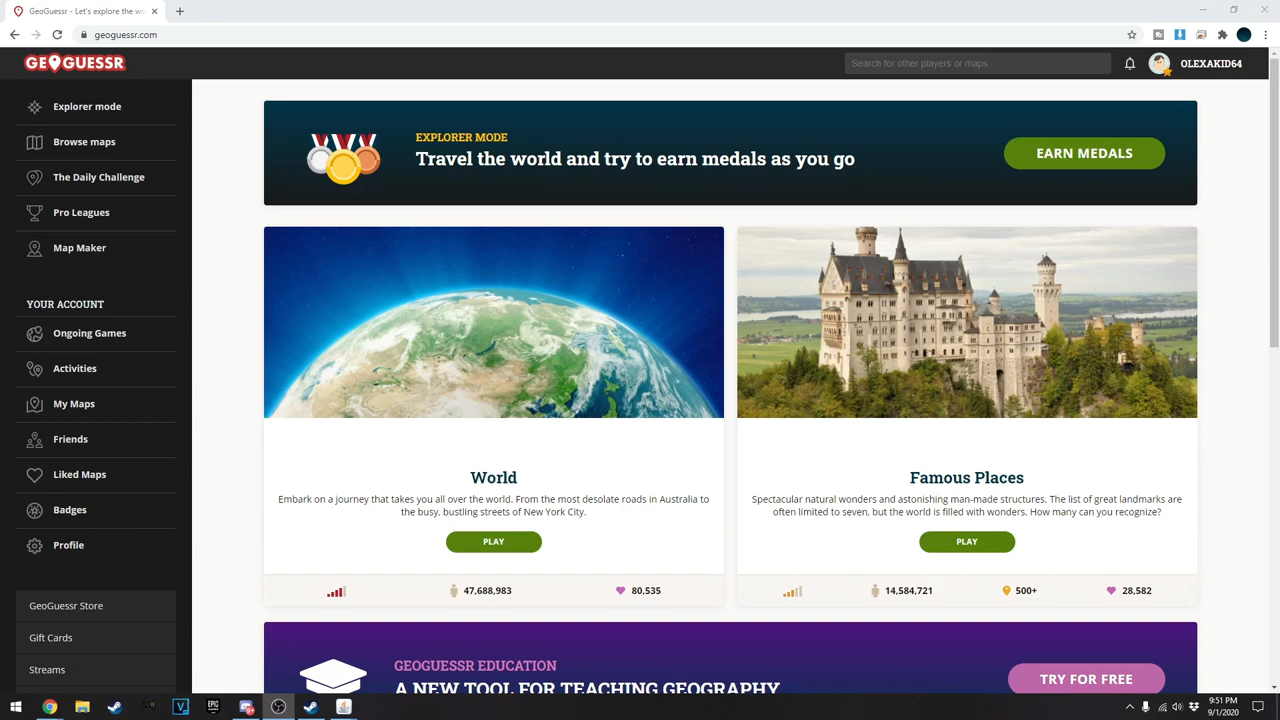 GeoGuessr - Let's explore the wo
geoguessr.com
GEOGUESSR
Search for other players or maps
OLEXAKID64
Explorer mode
Browse maps
The Daily Challenge
Pro Leagues
Map Maker
YOUR ACCOUNT
Ongoing Games
Activities
My Maps
Friends
Liked Maps
Badges
Profile
GeoGuessr Store
Gift Cards
Streams
EXPLORER MODE
Travel the world and try to earn medals as you go
EARN MEDALS
World
Embark on a journey that takes you all over the world. From the most desolate roads in Australia to
the busy, bustling streets of New York City.
PLAY
47,688,983
80,535
Famous Places
Spectacular natural wonders and astonishing man-made structures. The list of great landmarks are
often limited to seven, but the world is filled with wonders. How many can you recognize?
PLAY
14,584,721
500+
28,582
GEOGUESSR EDUCATION
A NEW TOOL FOR TEACHING GEOGRAPHY
TRY FOR FREE
V
EPIC
9:51 PM
9/1/2020